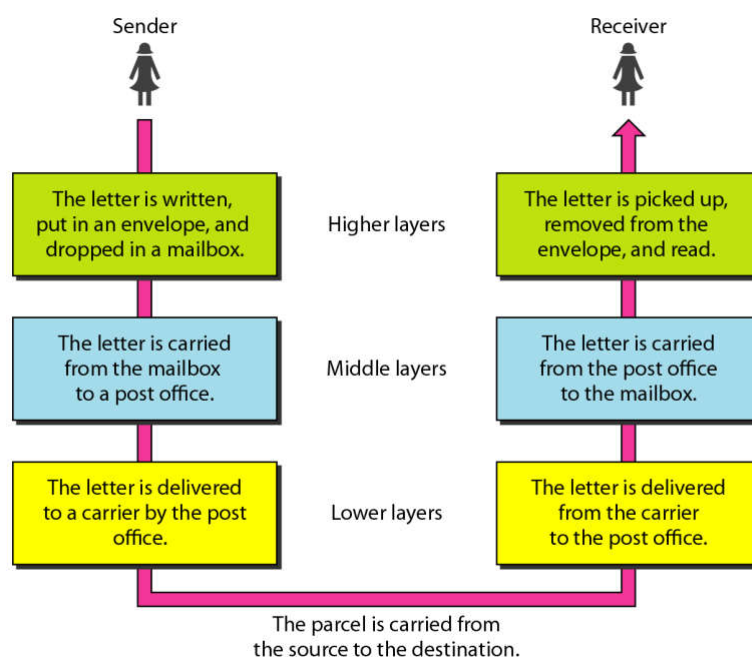 Sender
Receiver
The letter is written,
put in an envelope, and
dropped in a mailbox.
Higher layers
The letter is picked up,
removed from the
envelope, and read.
The letter is carried
from the mailbox
to a post office.
Middle layers
The letter is carried
from the post office
to the mailbox.
The letter is delivered
to a carrier by the post
office.
Lower layers
The letter is delivered
from the carrier
to the post office.
The parcel is carried from
the source to the destination.